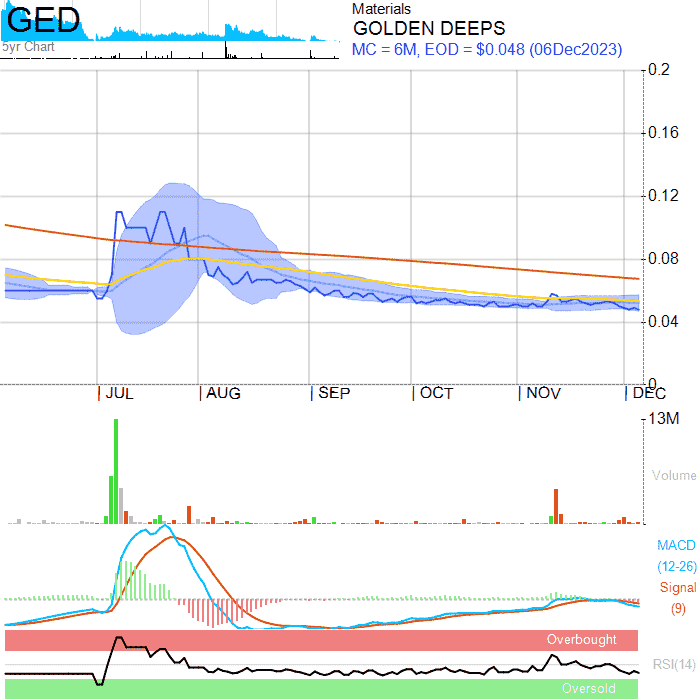 GED
5yr Chart
Materials
GOLDEN DEEPS
MC = 6M, EOD = $0.048 (06Dec2023)
0.2
0.16
0.12
0.08
0.04
0
JUL AUG SEP OCT NOV DEC
13M
Volume
MACD
(12-26)
Signal
(9)
Overbought
RSI(14)
Oversold